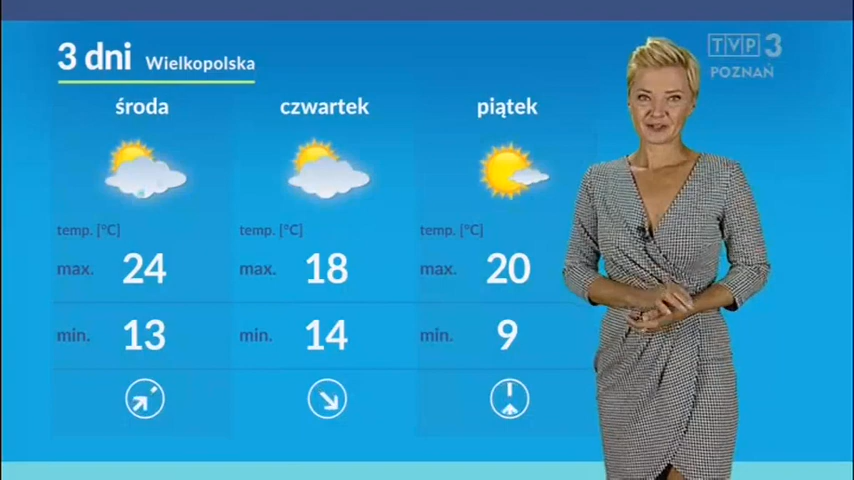 3 dni Wielkopolska
TVP3
POZNAŃ
środa czwartek piątek
temp. [°C] temp. [°C] temp. [°C]
max. 24 max. 18 max. 20
min. 13 min. 14 min. 9